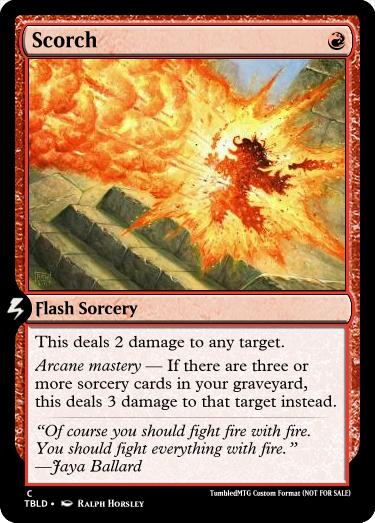 Scorch
Flash Sorcery
This deals 2 damage to any target.
Arcane mastery — If there are three or
more sorcery cards in your graveyard,
this deals 3 damage to that target instead.
“Of course you should fight fire with fire.
You should fight everything with fire.”
—Jaya Ballard
C
TBLD • Ralph Horsley
TumbledMTG Custom Format (NOT FOR SALE)